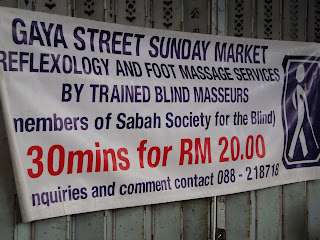 GAYA STREET SUNDAY MARKET
REFLEXOLOGY AND FOOT MASSAGE SERVICES
BY TRAINED BLIND MASSEURS
members of Sabah Society for the Blind)
30mins for RM 20.00
nquiries and comment contact 088 - 218718